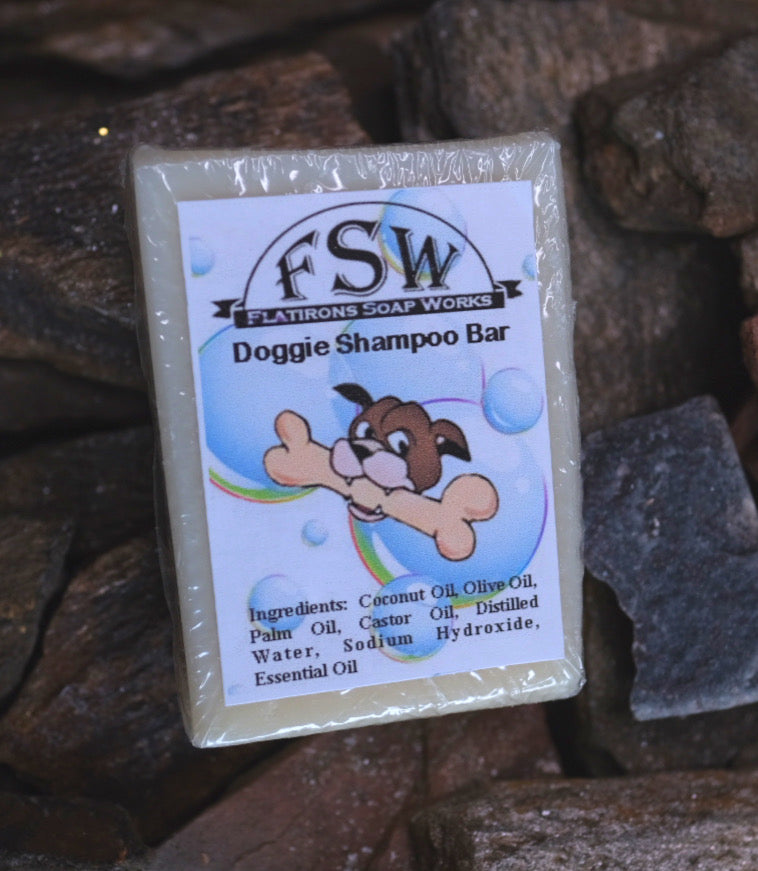 FSW
FLATIRONS SOAP WORKS
Doggie Shampoo Bar
Ingredients: Coconut Oil, Olive Oil,
Palm Oil, Castor Oil, Distilled
Water, Sodium Hydroxide,
Essential Oil